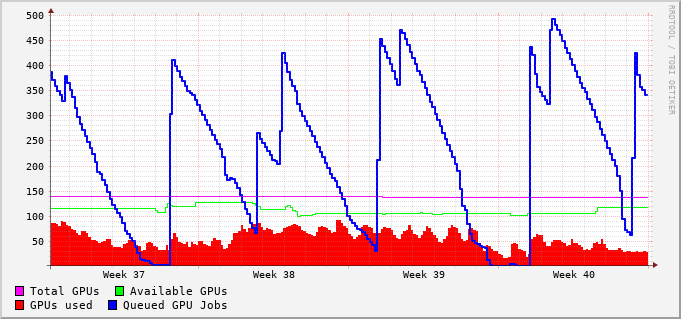 500
450
400
350
300
250
200
150
100
50
RRDTOOL / TOBI OETIKER
Week 37 Week 38 Week 39 Week 40
Total GPUs Available GPUs
GPUs used Queued GPU Jobs